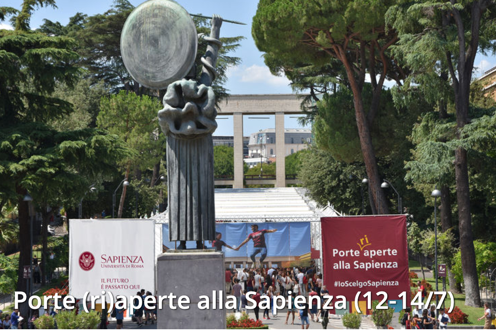 SAPIENZA
UNIVERSITÀ DI ROMA
IL FUTURO
È PASSATO QUI
Porte (ri)aperte
alla Sapienza
#IoScelgoSapienza
Porte (ri)aperte alla Sapienza (12-14/7)